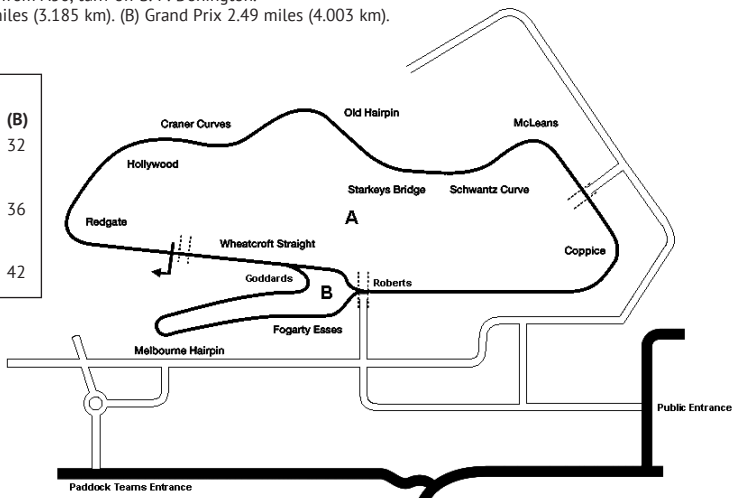 miles (3.185 km). (B) Grand Prix 2.49 miles (4.003 km).
(B)
32
36
42
Old Hairpin
McLeans
Craner Curves
Hollywood
Starkeys Bridge
Schwantz Curve
A
Redgate
Wheatcroft Straight
Coppice
Goddards
B
Roberts
Fogarty Esses
Melbourne Hairpin
Public Entrance
Paddock Teams Entrance